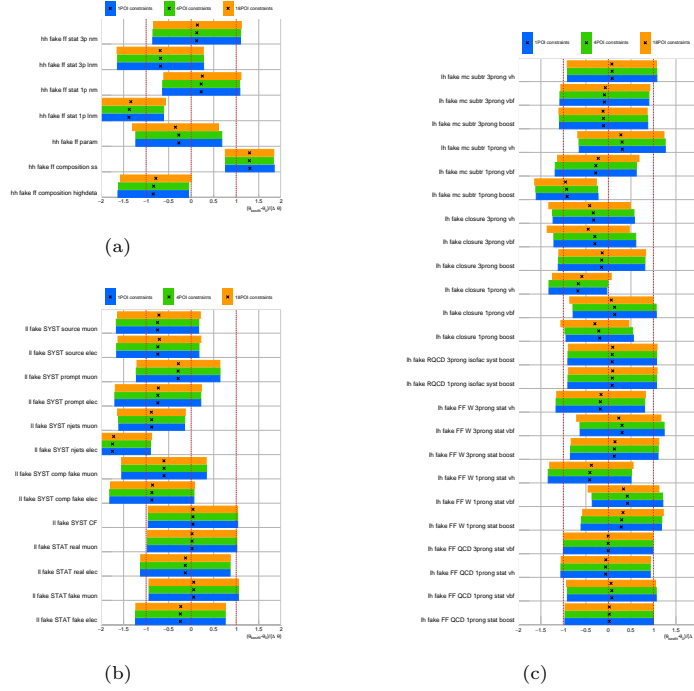 1POI constraints 4POI constraints 18POI constraints
hh fake ff stat 3p nm
hh fake ff stat 3p lnm
hh fake ff stat 1p nm
hh fake ff stat 1p lnm
hh fake ff param
hh fake ff composition ss
hh fake ff composition highdeta
−2 −1.5 −1 −0.5 0 0.5 1 1.5 2
(a)
1POI constraints 4POI constraints 18POI constraints
ll fake SYST source muon
ll fake SYST source elec
ll fake SYST prompt muon
ll fake SYST prompt elec
ll fake SYST njets muon
ll fake SYST njets elec
ll fake SYST comp fake muon
ll fake SYST comp fake elec
ll fake SYST CF
ll fake STAT real muon
ll fake STAT real elec
ll fake STAT fake muon
ll fake STAT fake elec
−2 −1.5 −1 −0.5 0 0.5 1 1.5 2
(b)
1POI constraints 4POI constraints 18POI constraints
lh fake mc subtr 3prong vh
lh fake mc subtr 3prong vbf
lh fake mc subtr 3prong boost
lh fake mc subtr 1prong vh
lh fake mc subtr 1prong vbf
lh fake mc subtr 1prong boost
lh fake closure 3prong vh
lh fake closure 3prong vbf
lh fake closure 3prong boost
lh fake closure 1prong vh
lh fake closure 1prong vbf
lh fake closure 1prong boost
lh fake RQCD 3prong isofac syst boost
lh fake RQCD 1prong isofac syst boost
lh fake FF W 3prong stat vh
lh fake FF W 3prong stat vbf
lh fake FF W 3prong stat boost
lh fake FF W 1prong stat vh
lh fake FF W 1prong stat vbf
lh fake FF W 1prong stat boost
lh fake FF QCD 3prong stat vbf
lh fake FF QCD 1prong stat vh
lh fake FF QCD 1prong stat vbf
lh fake FF QCD 1prong stat boost
−2 −1.5 −1 −0.5 0 0.5 1 1.5
(c)